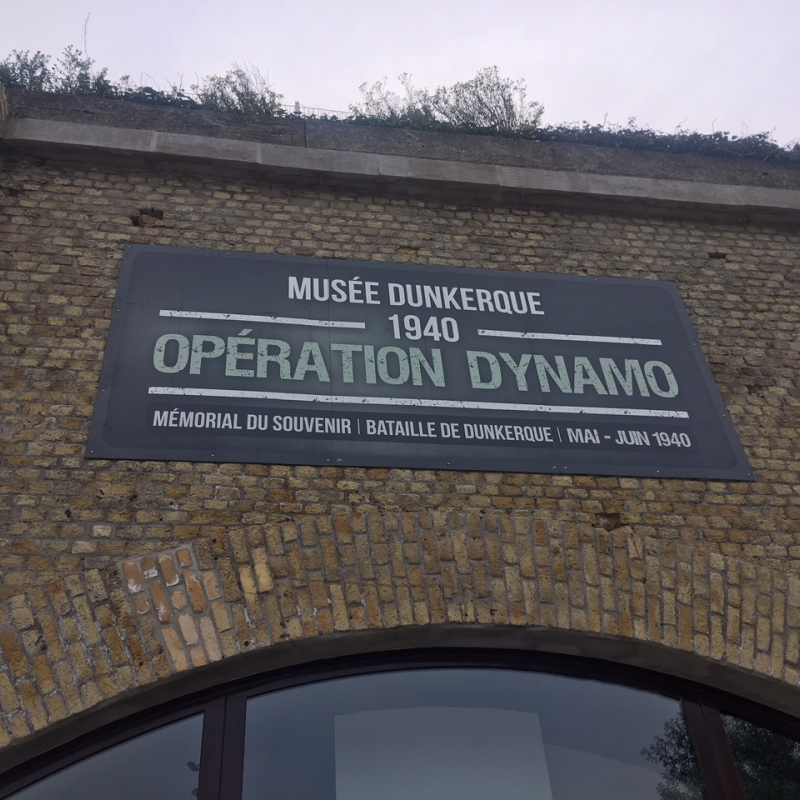 MUSÉE DUNKERQUE
1940
OPÉRATION DYNAMO
MÉMORIAL DU SOUVENIR | BATAILLE DE DUNKERQUE | MAI - JUIN 1940